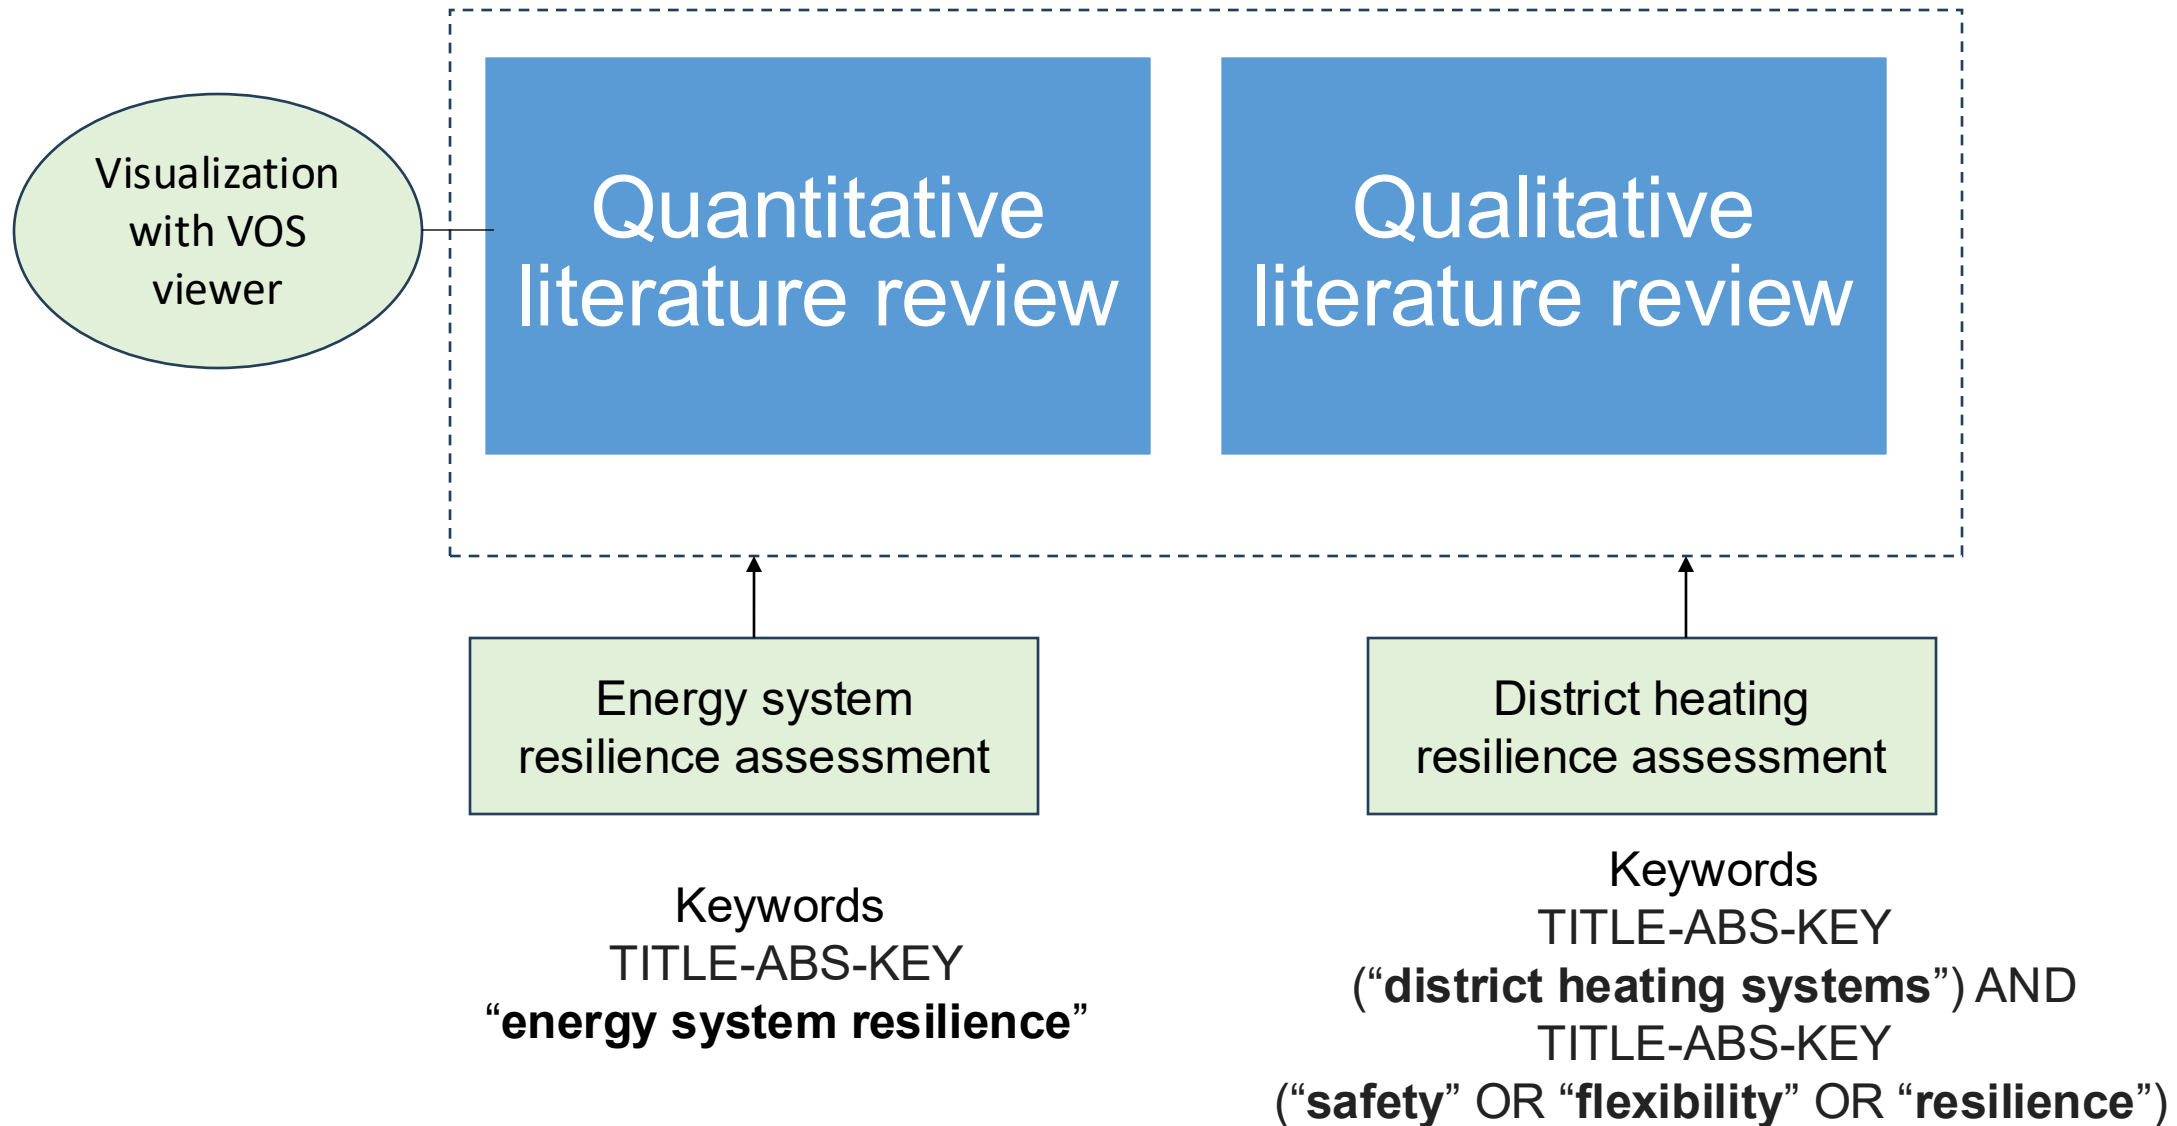 Visualization
with VOS
viewer
Quantitative
literature review
Qualitative
literature review
Energy system
resilience assessment
District heating
resilience assessment
Keywords
TITLE-ABS-KEY
“energy system resilience”
Keywords
TITLE-ABS-KEY
(“district heating systems”) AND
TITLE-ABS-KEY
(“safety” OR “flexibility” OR “resilience”)